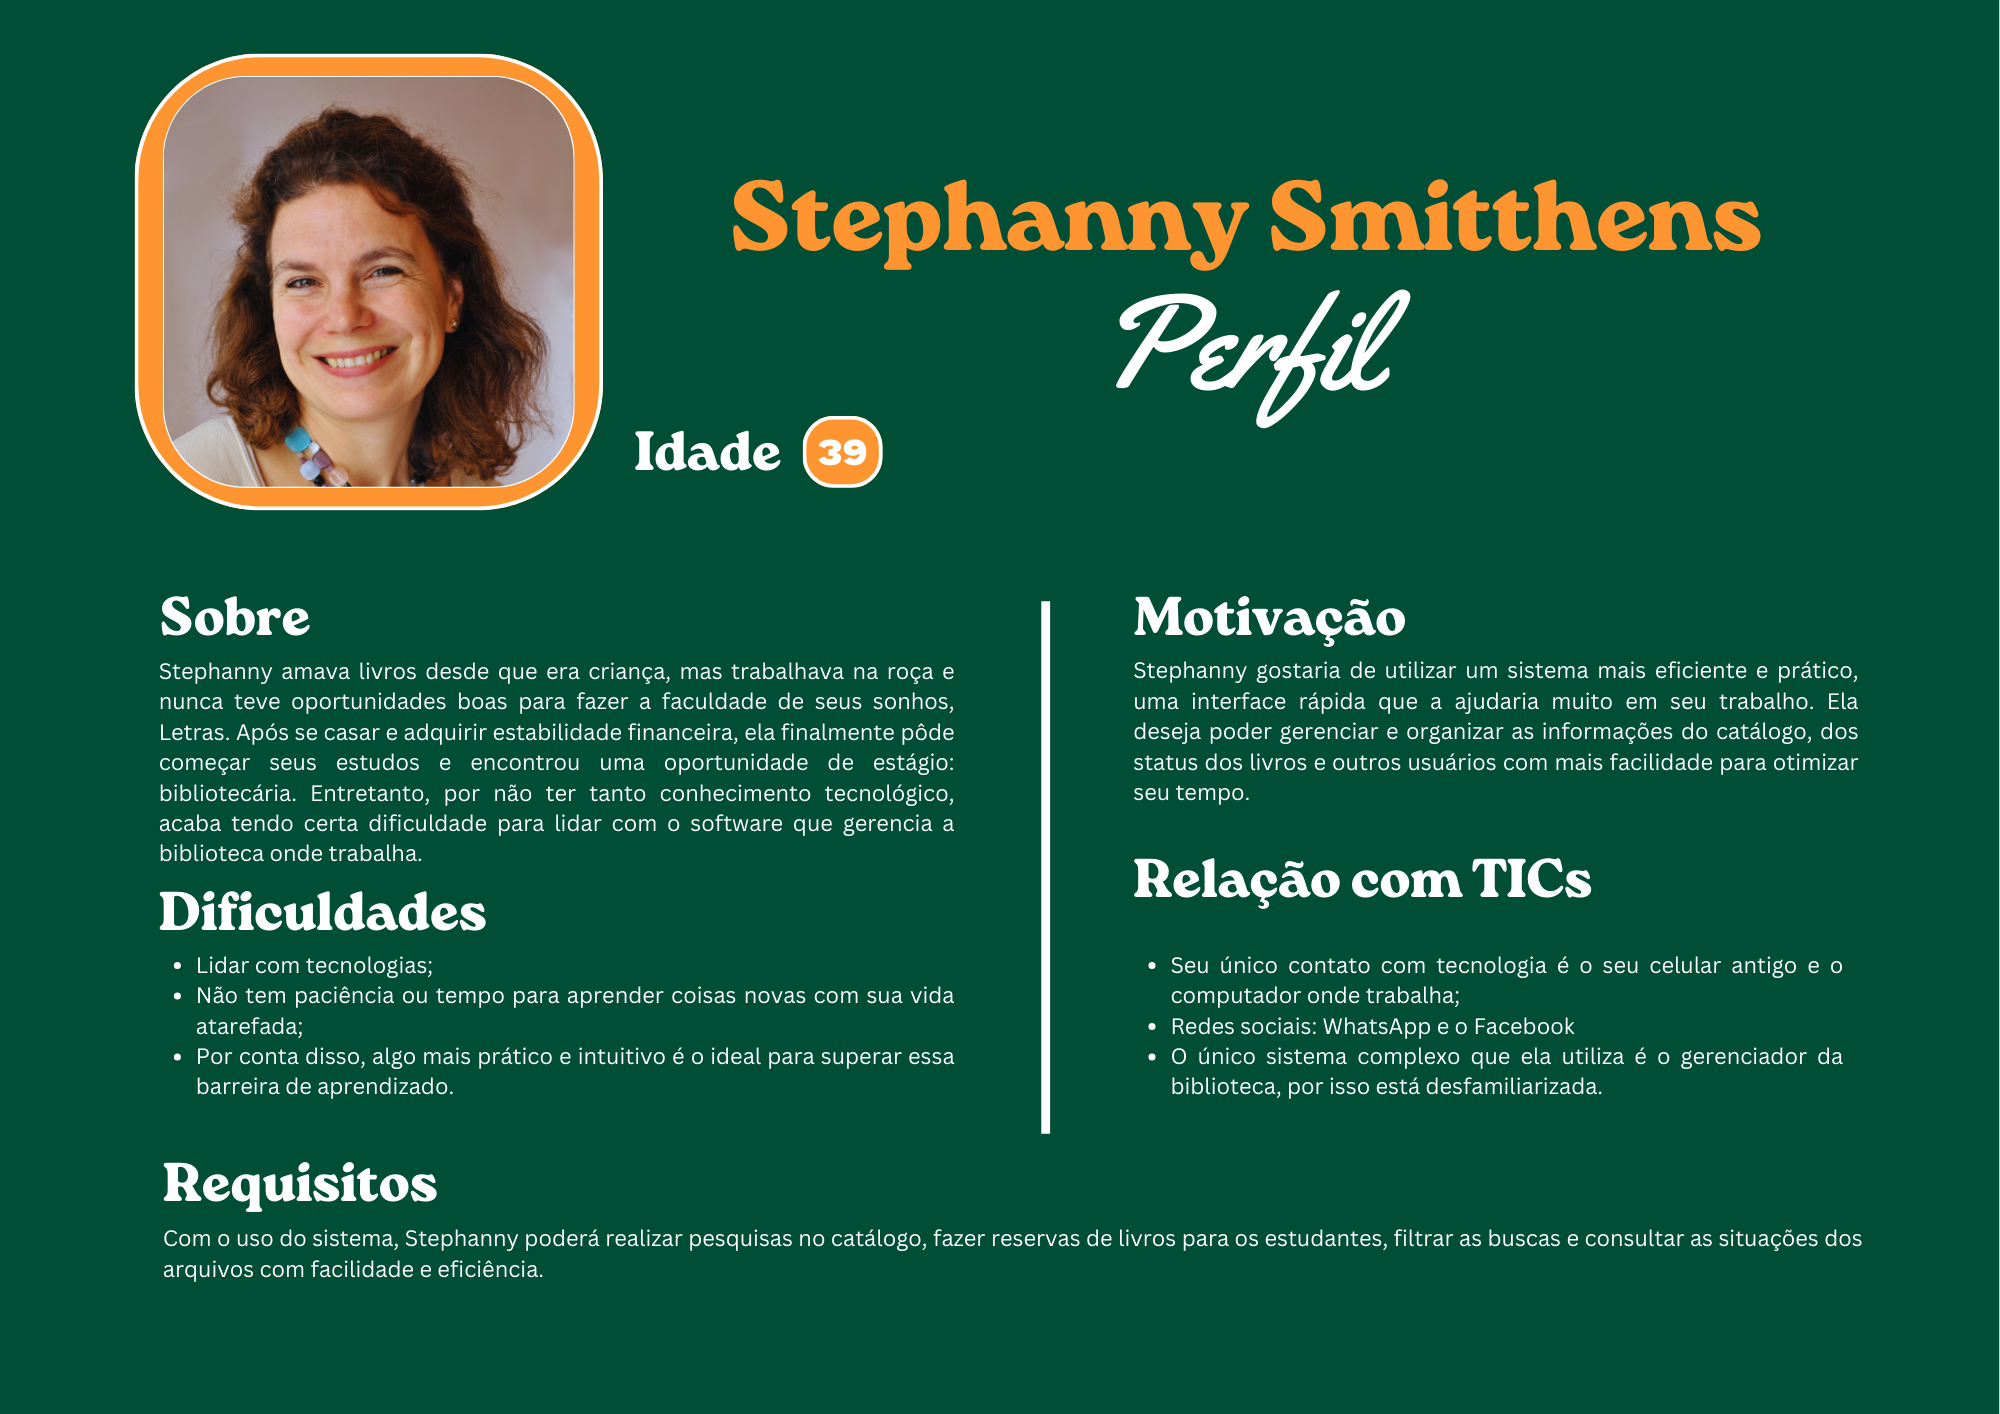 Stephanny Smitthens
Perfil
Idade 39
Sobre
Stephanny amava livros desde que era criança, mas trabalhava na roça e
nunca teve oportunidades boas para fazer a faculdade de seus sonhos,
Letras. Após se casar e adquirir estabilidade financeira, ela finalmente pôde
começar seus estudos e encontrou uma oportunidade de estágio:
bibliotecária. Entretanto, por não ter tanto conhecimento tecnológico,
acaba tendo certa dificuldade para lidar com o software que gerencia a
biblioteca onde trabalha.
Dificuldades
• Lidar com tecnologias;
• Não tem paciência ou tempo para aprender coisas novas com sua vida
atarefada;
• Por conta disso, algo mais prático e intuitivo é o ideal para superar essa
barreira de aprendizado.
Motivação
Stephanny gostaria de utilizar um sistema mais eficiente e prático,
uma interface rápida que a ajudaria muito em seu trabalho. Ela
deseja poder gerenciar e organizar as informações do catálogo, dos
status dos livros e outros usuários com mais facilidade para otimizar
seu tempo.
Relação com TICs
• Seu único contato com tecnologia é o seu celular antigo e o
computador onde trabalha;
• Redes sociais: WhatsApp e o Facebook
• O único sistema complexo que ela utiliza é o gerenciador da
biblioteca, por isso está desfamiliarizada.
Requisitos
Com o uso do sistema, Stephanny poderá realizar pesquisas no catálogo, fazer reservas de livros para os estudantes, filtrar as buscas e consultar as situações dos
arquivos com facilidade e eficiência.